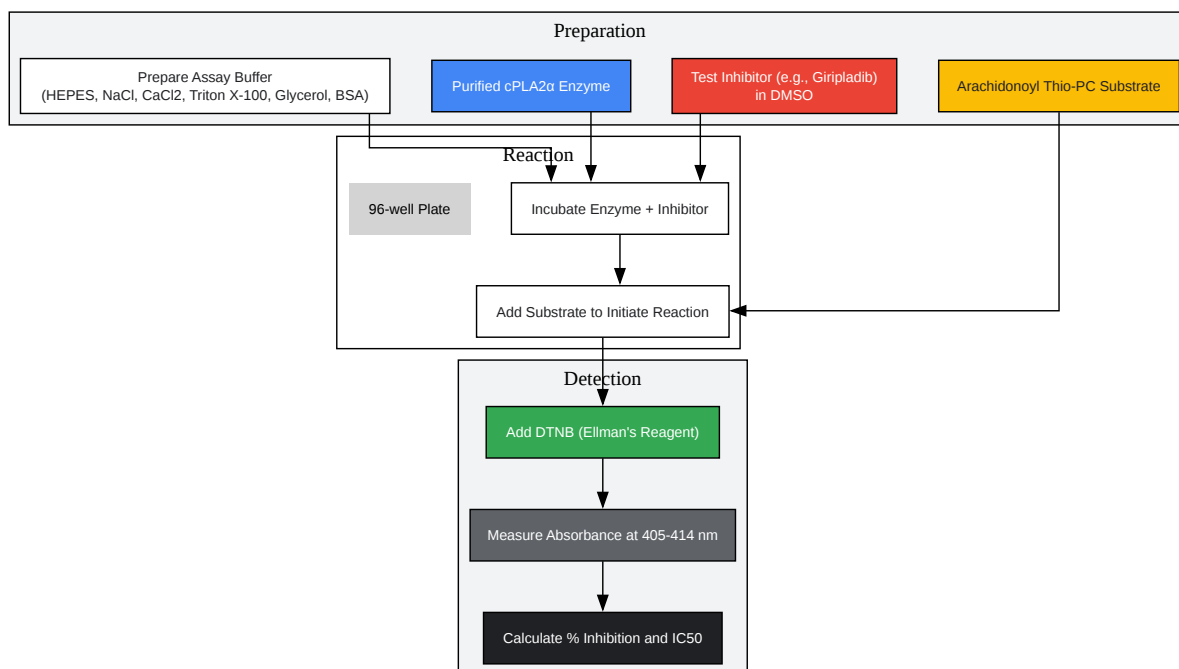 Preparation
Prepare Assay Buffer
(HEPES, NaCl, CaCl2, Triton X-100, Glycerol, BSA)
Purified cPLA2α Enzyme
Test Inhibitor (e.g., Giripladib)
in DMSO
Arachidonoyl Thio-PC Substrate
Reaction
96-well Plate
Incubate Enzyme + Inhibitor
Add Substrate to Initiate Reaction
Detection
Add DTNB (Ellman's Reagent)
Measure Absorbance at 405-414 nm
Calculate % Inhibition and IC50